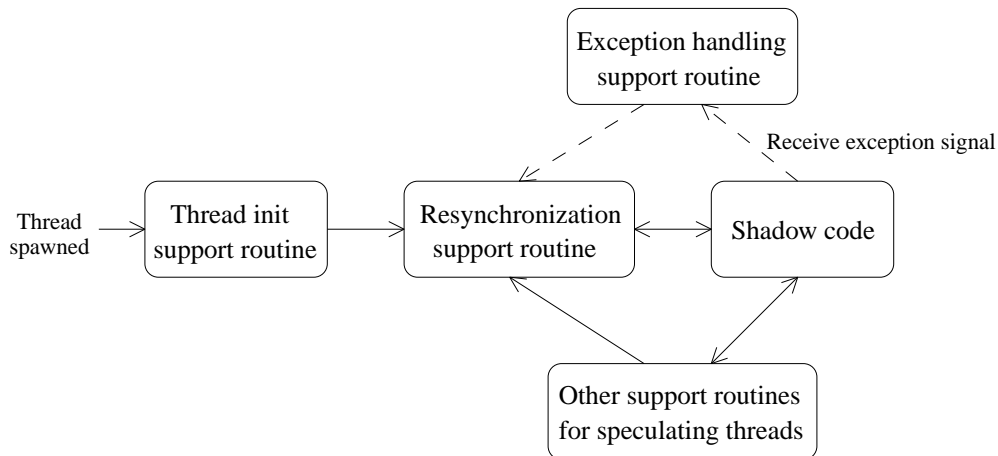 Exception handling
support routine
Receive exception signal
Thread
spawned
Thread init
support routine
Resynchronization
support routine
Shadow code
Other support routines
for speculating threads